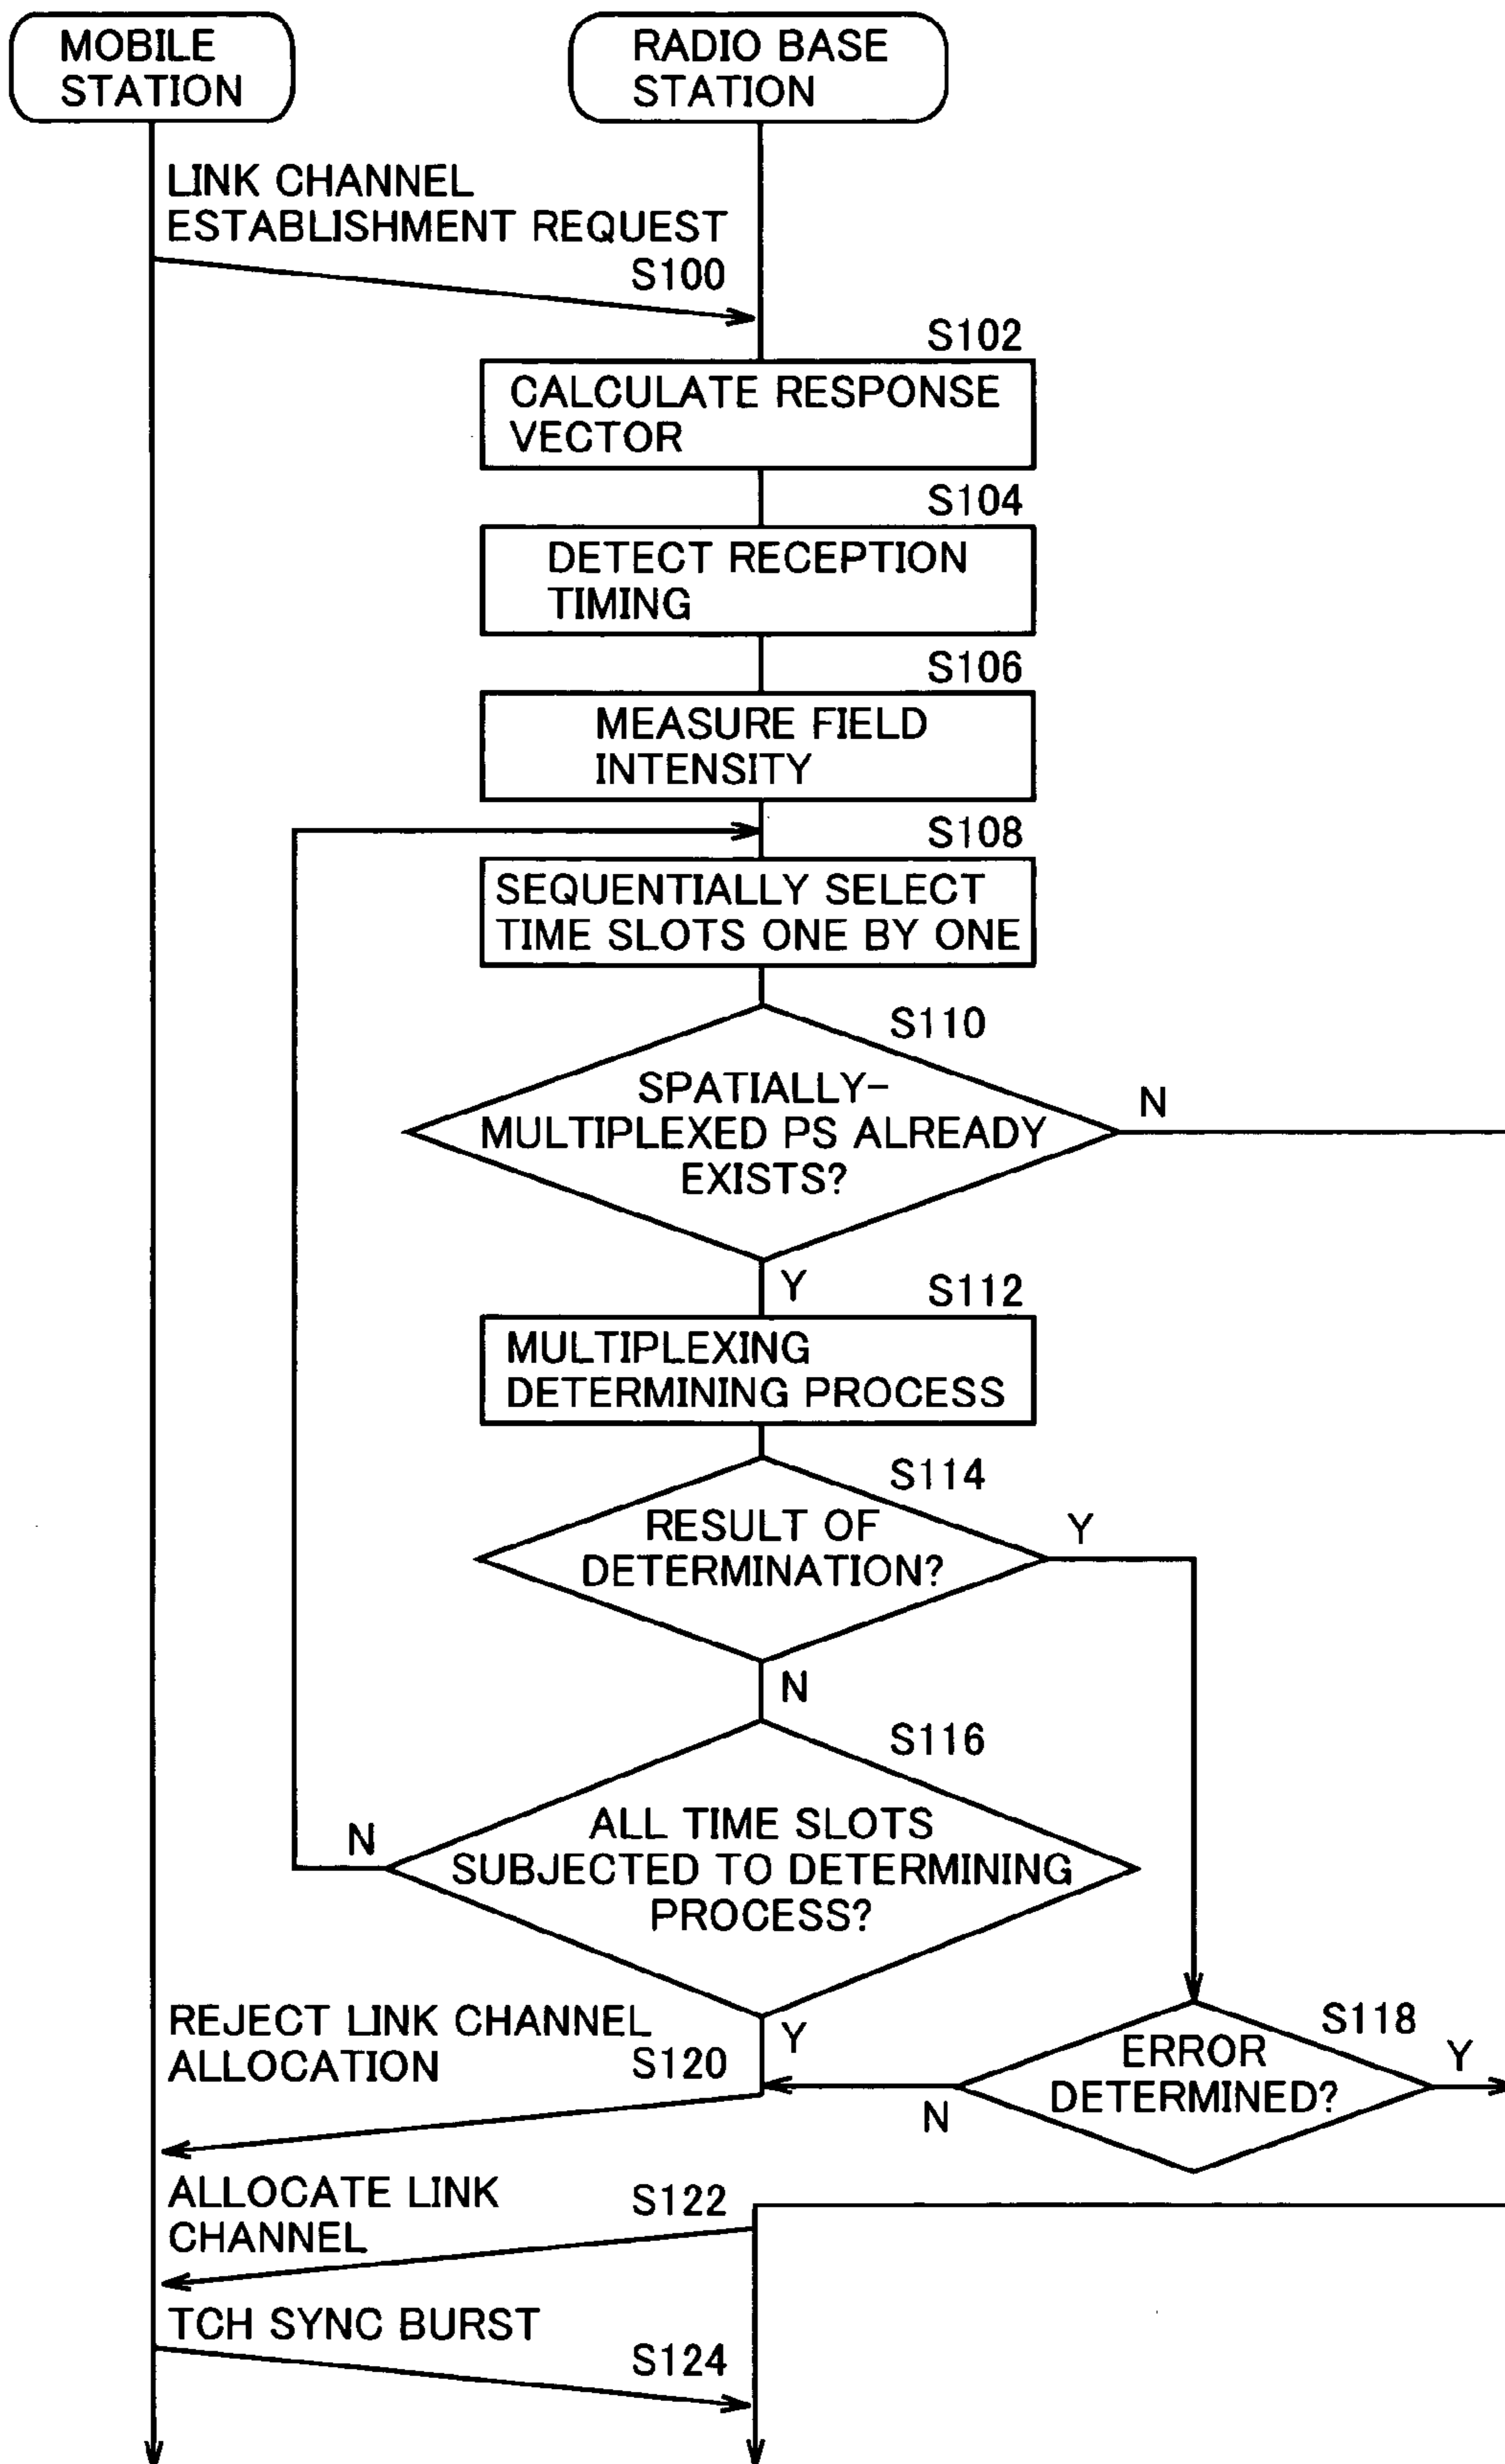 MOBILE
STATION
RADIO BASE
STATION
LINK CHANNEL
ESTABLISHMENT REQUEST
S100
S102
CALCULATE RESPONSE
VECTOR
S104
DETECT RECEPTION
TIMING
S106
MEASURE FIELD
INTENSITY
S108
SEQUENTIALLY SELECT
TIME SLOTS ONE BY ONE
S110
SPATIALLY-
MULTIPLEXED PS ALREADY
EXISTS?
N
Y
S112
MULTIPLEXING
DETERMINING PROCESS
S114
RESULT OF
DETERMINATION?
Y
N
S116
ALL TIME SLOTS
SUBJECTED TO DETERMINING
PROCESS?
N
Y
S118
ERROR
DETERMINED?
Y
N
REJECT LINK CHANNEL
ALLOCATION
S120
ALLOCATE LINK
CHANNEL
S122
TCH SYNC BURST
S124